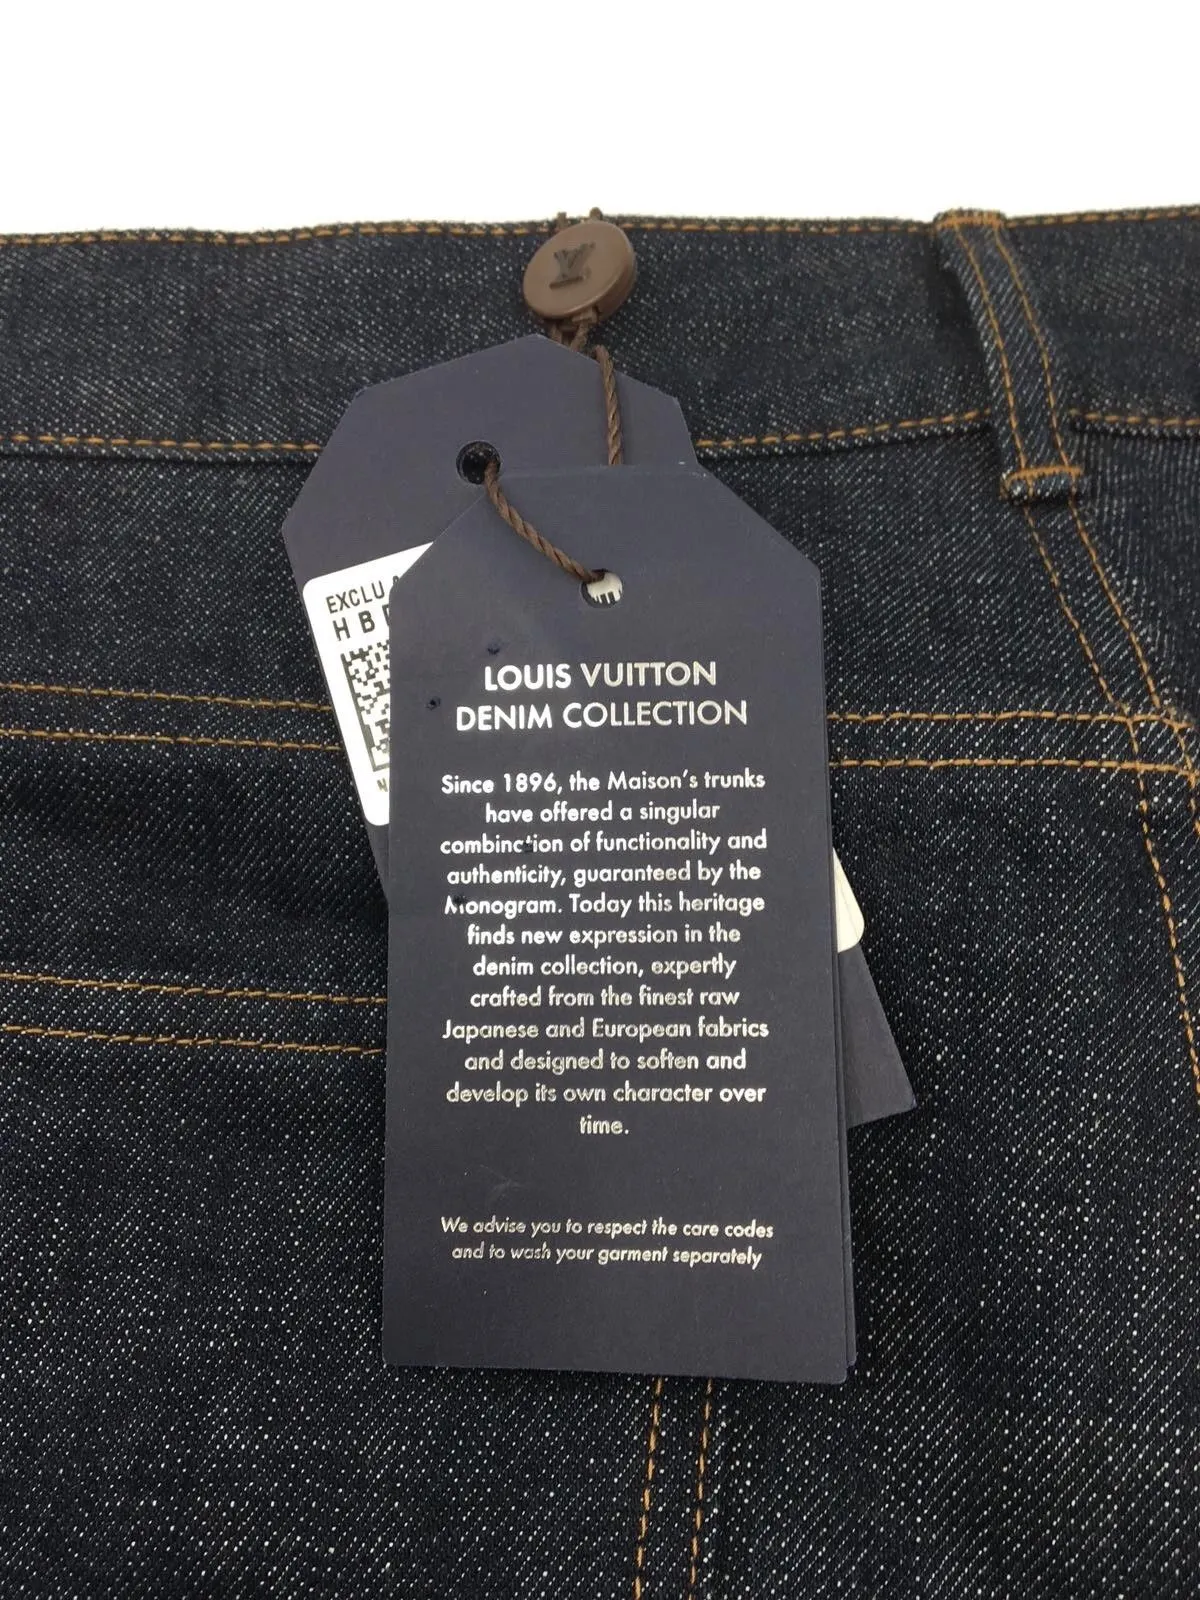 LV
EXCLU
HB
LOUIS VUITTON
DENIM COLLECTION
Since 1896, the Maison's trunks
have offered a singular
combination of functionality and
authenticity, guaranteed by the
Monogram. Today this heritage
finds new expression in the
denim collection, expertly
crafted from the finest raw
Japanese and European fabrics
and designed to soften and
develop its own character over
time.
We advise you to respect the care codes
and to wash your garment separately